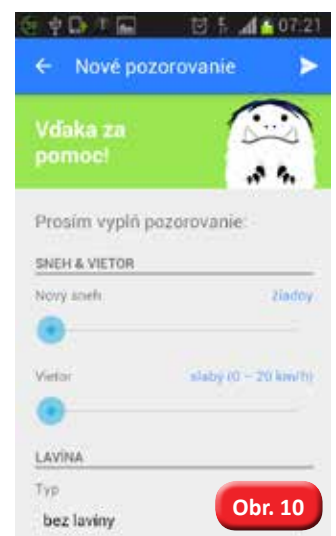 07:21
Nové pozorovanie
Vďaka za
pomoc!
Prosím vyplň pozorovanie:
SNEH & VIETOR
Nový sneh žiadny
Vietor slabý (0 – 20 km/h)
LAVÍNA
Typ
bez lavíny
Obr. 10